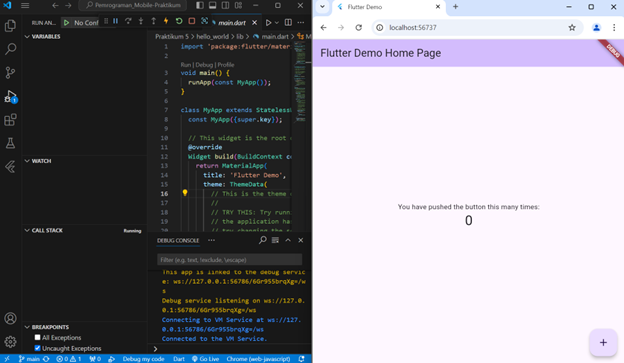 Pemrograman_Mobile-Praktikum
RUN AN...
No Conf
main.dart
Praktikum 5 > hello_world > lib > main.dart > M
VARIABLES
WATCH
CALL STACK
Running
BREAKPOINTS
All Exceptions
Uncaught Exceptions
1 import 'package:flutter/mater
2
Run | Debug | Profile
3 void main() {
4 runApp(const MyApp());
5 }
6
7 class MyApp extends Stateless
8 const MyApp({super.key});
9
10 // This widget is the root
11 @override
12 Widget build(BuildContext co
13 return MaterialApp(
14 title: 'Flutter Demo',
15 theme: ThemeData(
16 // This is the theme
17 //
18 // TRY THIS: Try runn
19 // the application ha
20 // try changing the
DEBUG CONSOLE
Filter (e.g. text, !exclude, \escape)
This app is linked to the debug servic
e: ws://127.0.0.1:56786/6Gr955brqXg=/w
s
Debug service listening on ws://127.0.
0.1:56786/6Gr955brqXg=/ws
Connecting to VM Service at ws://127.
0.0.1:56786/6Gr955brqXg=/ws
Connected to the VM Service.
main
0
1
0
Debug my code
Dart
Go Live
Chrome (web-javascript)
Flutter Demo
localhost:56737
Flutter Demo Home Page
DEBUG
You have pushed the button this many times:
0
+